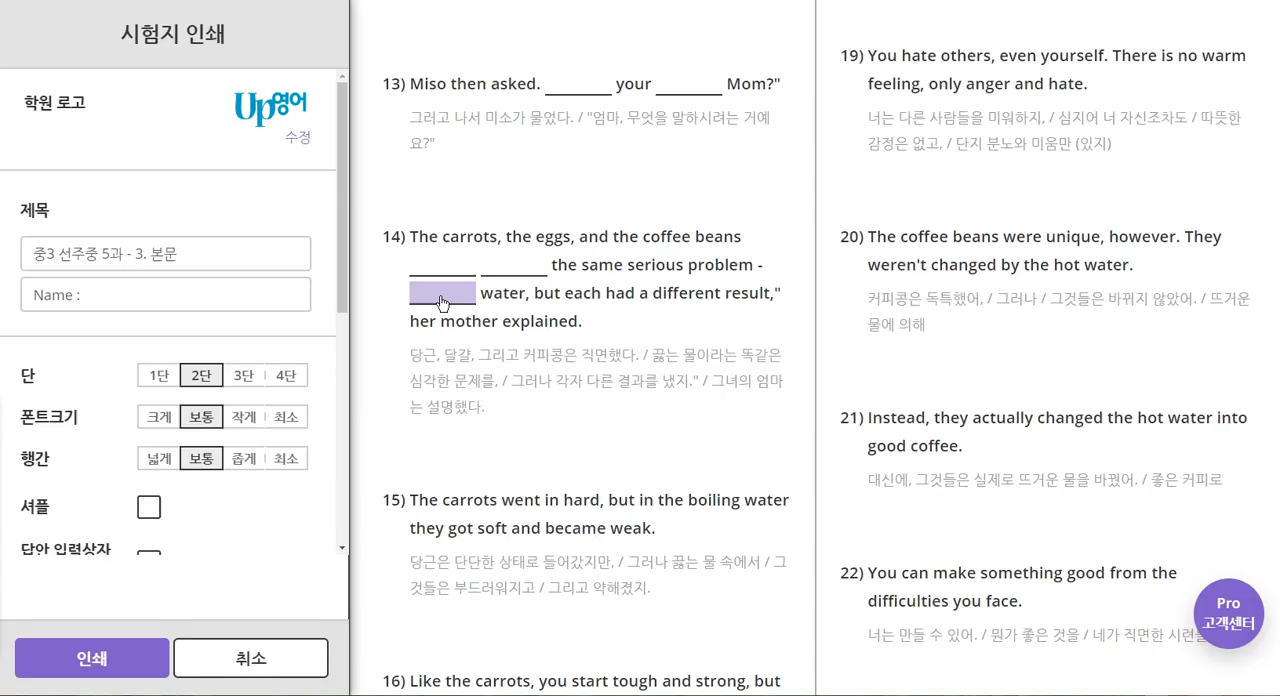 시험지 인쇄
학원 로고
Up영어
수정
제목
중3 선주중 5과 - 3. 본문
Name :
단
1단 2단 3단 4단
폰트크기
크게 보통 작게 최소
행간
넓게 보통 좁게 최소
셔플
답안 입력상자
인쇄
취소
13) Miso then asked. ________ your ________ Mom?"
그러고 나서 미소가 물었다. / "엄마, 무엇을 말하시려는 거예
요?"
14) The carrots, the eggs, and the coffee beans
________ ________ the same serious problem -
________ water, but each had a different result,"
her mother explained.
당근, 달걀, 그리고 커피콩은 직면했다. / 끓는 물이라는 똑같은
심각한 문제를, / 그러나 각자 다른 결과를 냈지." / 그녀의 엄마
는 설명했다.
15) The carrots went in hard, but in the boiling water
they got soft and became weak.
당근은 단단한 상태로 들어갔지만, / 그러나 끓는 물 속에서 / 그
것들은 부드러워지고 / 그리고 약해졌지.
16) Like the carrots, you start tough and strong, but
19) You hate others, even yourself. There is no warm
feeling, only anger and hate.
너는 다른 사람들을 미워하지, / 심지어 너 자신조차도 / 따뜻한
감정은 없고, / 단지 분노와 미움만 (있지)
20) The coffee beans were unique, however. They
weren't changed by the hot water.
커피콩은 독특했어, / 그러나 / 그것들은 바뀌지 않았어. / 뜨거운
물에 의해
21) Instead, they actually changed the hot water into
good coffee.
대신에, 그것들은 실제로 뜨거운 물을 바꿨어. / 좋은 커피로
22) You can make something good from the
difficulties you face.
너는 만들 수 있어. / 뭔가 좋은 것을 / 네가 직면한
Pro
고객센터